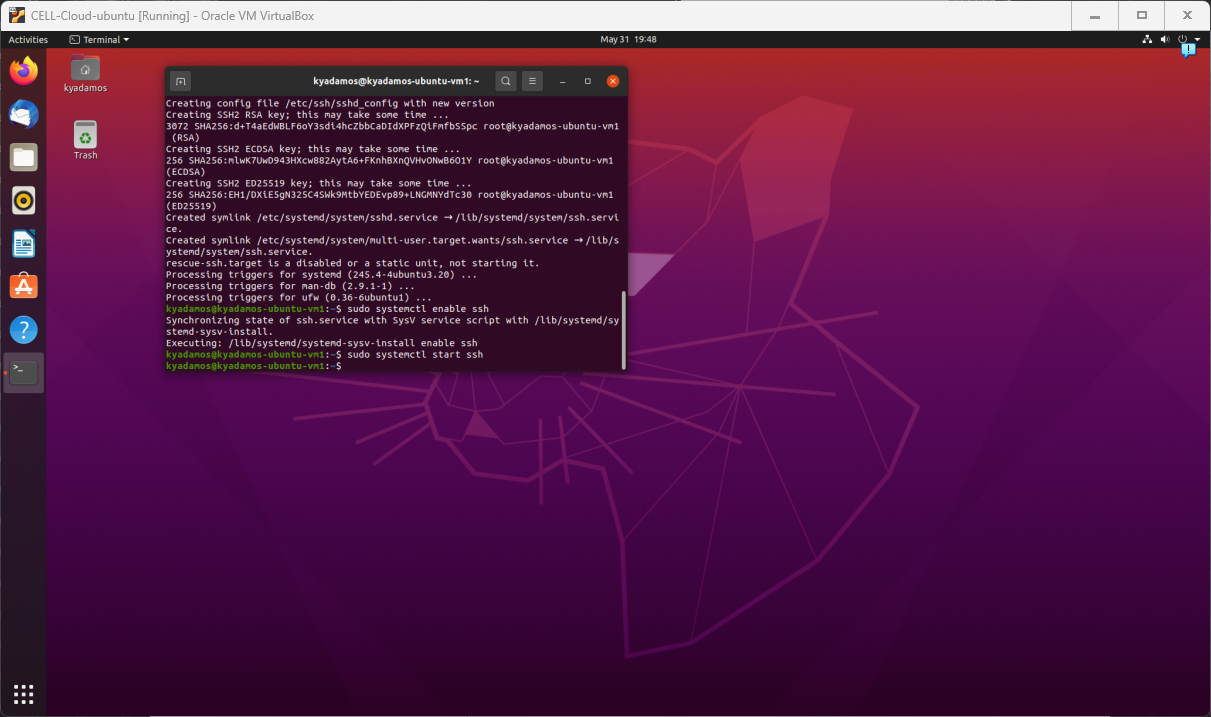 CELL-Cloud-ubuntu [Running] - Oracle VM VirtualBox
Activities
Terminal
May 31 19:48
kyadamos
Trash
kyadamos@kyadamos-ubuntu-vm1: ~
Creating config file /etc/ssh/sshd_config with new version
Creating SSH2 RSA key; this may take some time ...
3072 SHA256:d+T4aEdWBLF6oY3sdi4hcZbbCaDIdXPFzQiFmfbSSpc root@kyadamos-ubuntu-vm1
(RSA)
Creating SSH2 ECDSA key; this may take some time ...
256 SHA256:mlwK7UwD943HXcw882AytA6+FKnhBXnQVHvONwB6O1Y root@kyadamos-ubuntu-vm1
(ECDSA)
Creating SSH2 ED25519 key; this may take some time ...
256 SHA256:EH1/DXiE5gN32SC4SWk9MtbYEDEvp89+LNGMNYdTc30 root@kyadamos-ubuntu-vm1
(ED25519)
Created symlink /etc/systemd/system/sshd.service → /lib/systemd/system/ssh.servi
ce.
Created symlink /etc/systemd/system/multi-user.target.wants/ssh.service → /lib/s
ystemd/system/ssh.service.
rescue-ssh.target is a disabled or a static unit, not starting it.
Processing triggers for systemd (245.4-4ubuntu3.20) ...
Processing triggers for man-db (2.9.1-1) ...
Processing triggers for ufw (0.36-6ubuntu1) ...
kyadamos@kyadamos-ubuntu-vm1:~$ sudo systemctl enable ssh
Synchronizing state of ssh.service with SysV service script with /lib/systemd/sy
stemd-sysv-install.
Executing: /lib/systemd/systemd-sysv-install enable ssh
kyadamos@kyadamos-ubuntu-vm1:~$ sudo systemctl start ssh
kyadamos@kyadamos-ubuntu-vm1:~$